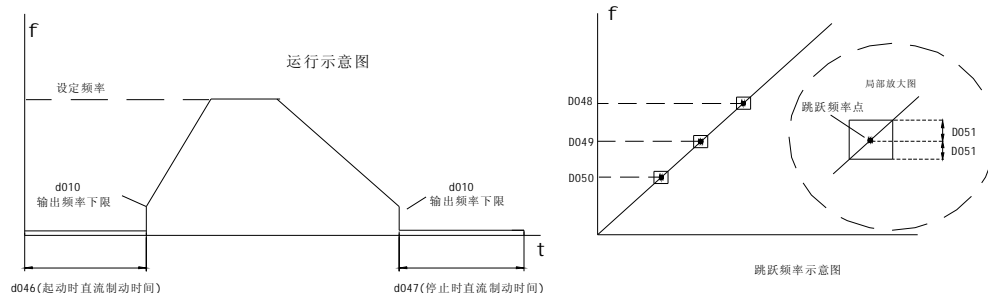 f
运行示意图
设定频率
d010
输出频率下限
d010
输出频率下限
t
d046(起动时直流制动时间)
d047(停止时直流制动时间)
f
D048
D049
D050
局部放大图
跳跃频率点
D051
D051
跳跃频率示意图